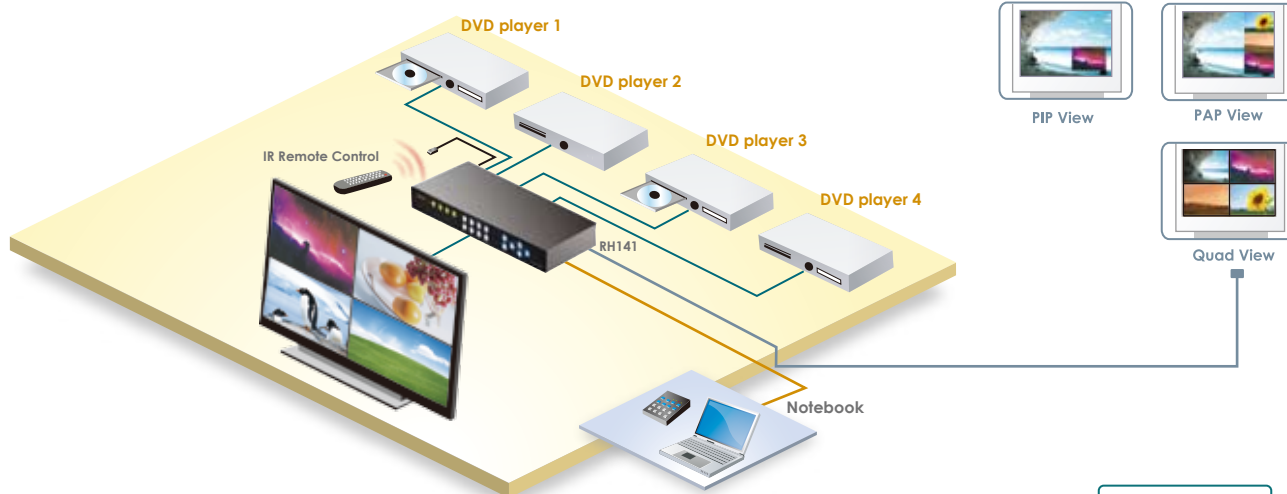 DVD player 1
DVD player 2
DVD player 3
DVD player 4
IR Remote Control
RH141
Notebook
PIP View
PAP View
Quad View